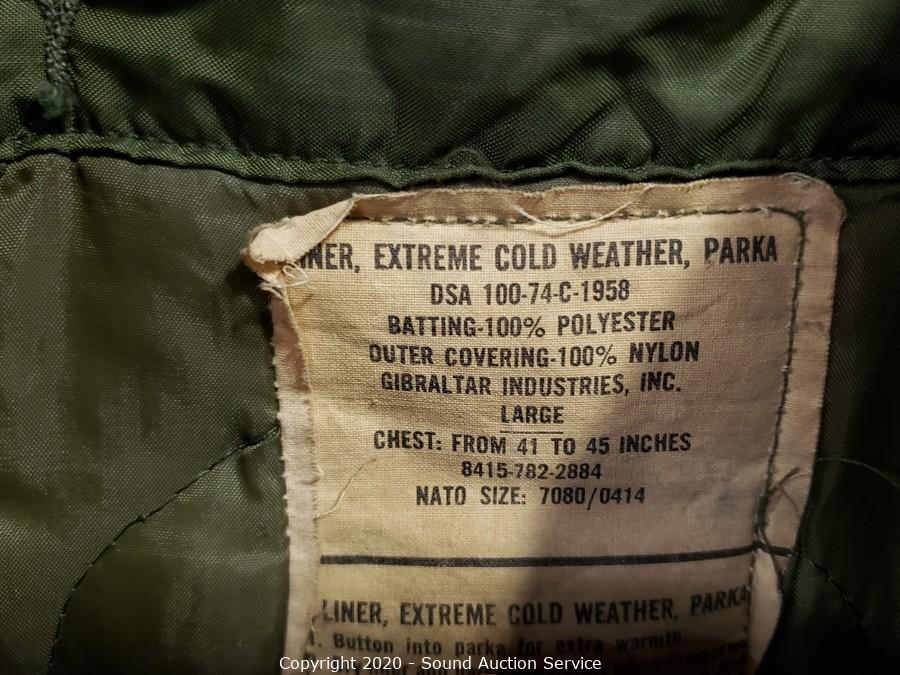 INER, EXTREME COLD WEATHER, PARKA
DSA 100-74-C-1958
BATTING-100% POLYESTER
OUTER COVERING-100% NYLON
GIBRALTAR INDUSTRIES, INC.
LARGE
CHEST: FROM 41 TO 45 INCHES
8415-782-2884
NATO SIZE: 7080/0414
LINER, EXTREME COLD WEATHER, PARKA
1. Button into parka for extra warmth.
Copyright 2020 - Sound Auction Service